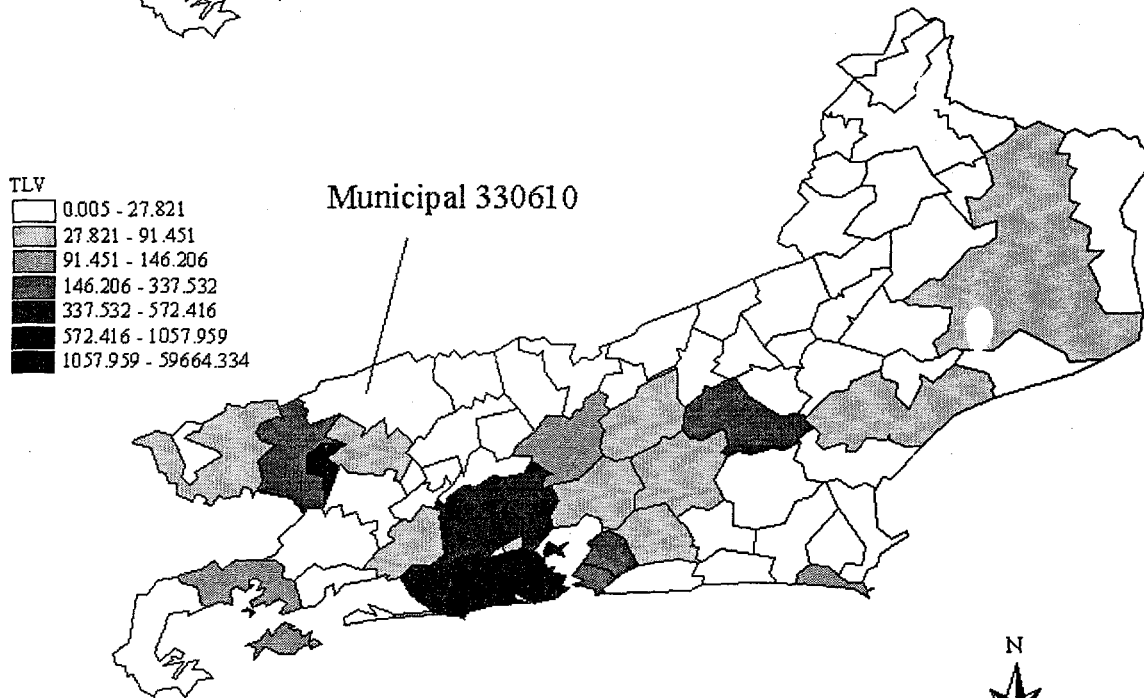 Municipal 330610
TLV
0.005 - 27.821
27.821 - 91.451
91.451 - 146.206
146.206 - 337.532
337.532 - 572.416
572.416 - 1057.959
1057.959 - 59664.334
N